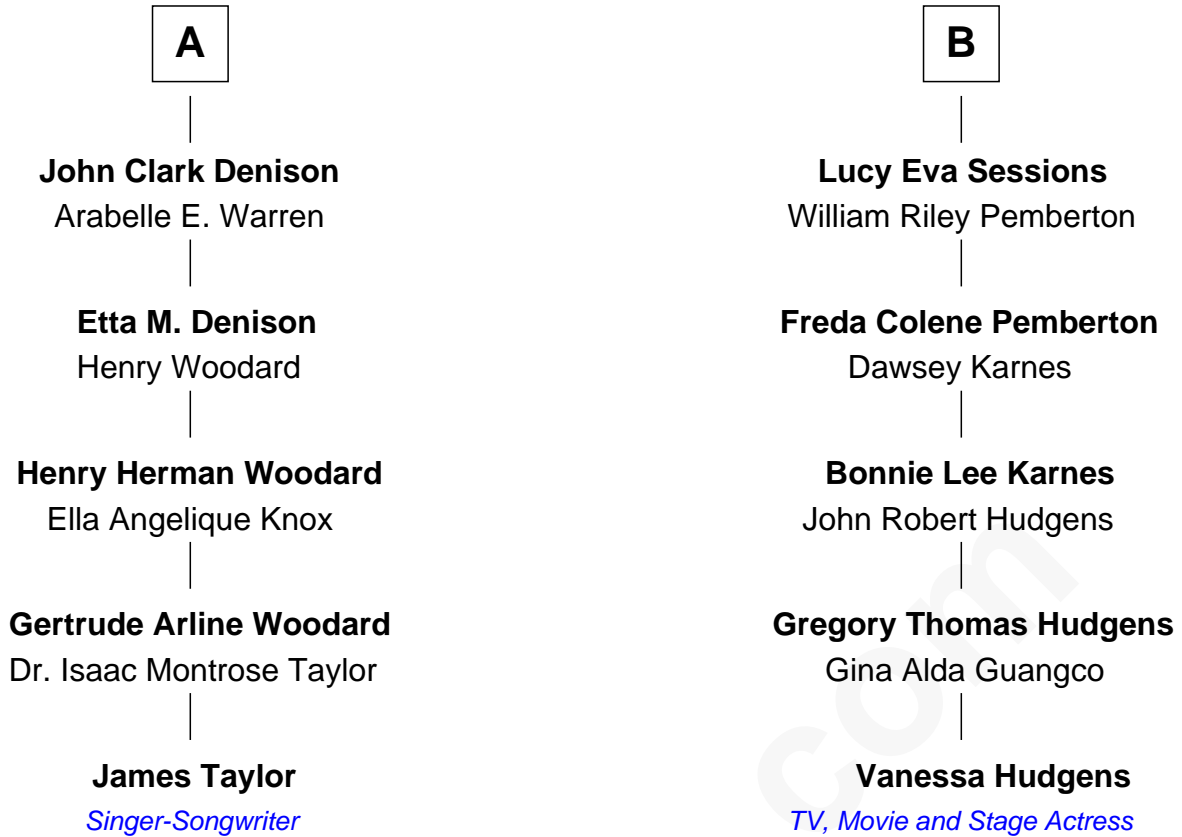 A
John Clark Denison
Arabelle E. Warren
Etta M. Denison
Henry Woodard
Henry Herman Woodard
Ella Angelique Knox
Gertrude Arline Woodard
Dr. Isaac Montrose Taylor
James Taylor
Singer-Songwriter
B
Lucy Eva Sessions
William Riley Pemberton
Freda Colene Pemberton
Dawsey Karnes
Bonnie Lee Karnes
John Robert Hudgens
Gregory Thomas Hudgens
Gina Alda Guangco
Vanessa Hudgens
TV, Movie and Stage Actress
com